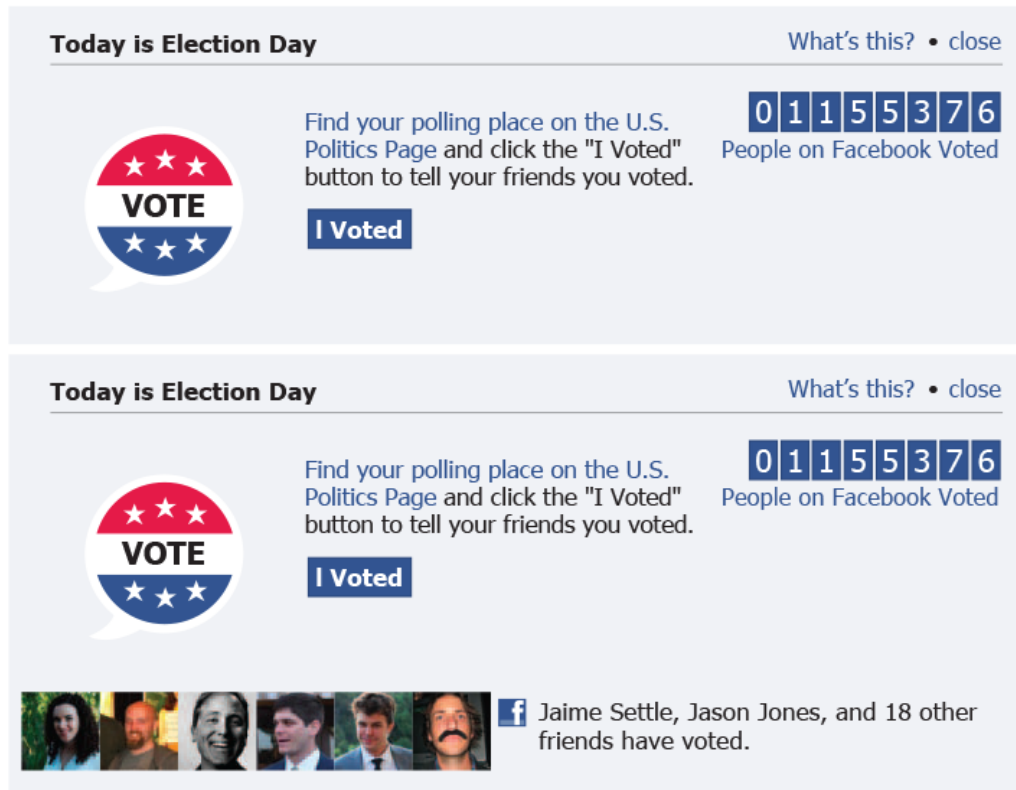 Today is Election Day
What's this? • close
Find your polling place on the U.S.
Politics Page and click the "I Voted"
button to tell your friends you voted.
I Voted
01155376
People on Facebook Voted
VOTE
Today is Election Day
What's this? • close
Find your polling place on the U.S.
Politics Page and click the "I Voted"
button to tell your friends you voted.
I Voted
01155376
People on Facebook Voted
VOTE
f
Jaime Settle, Jason Jones, and 18 other
friends have voted.